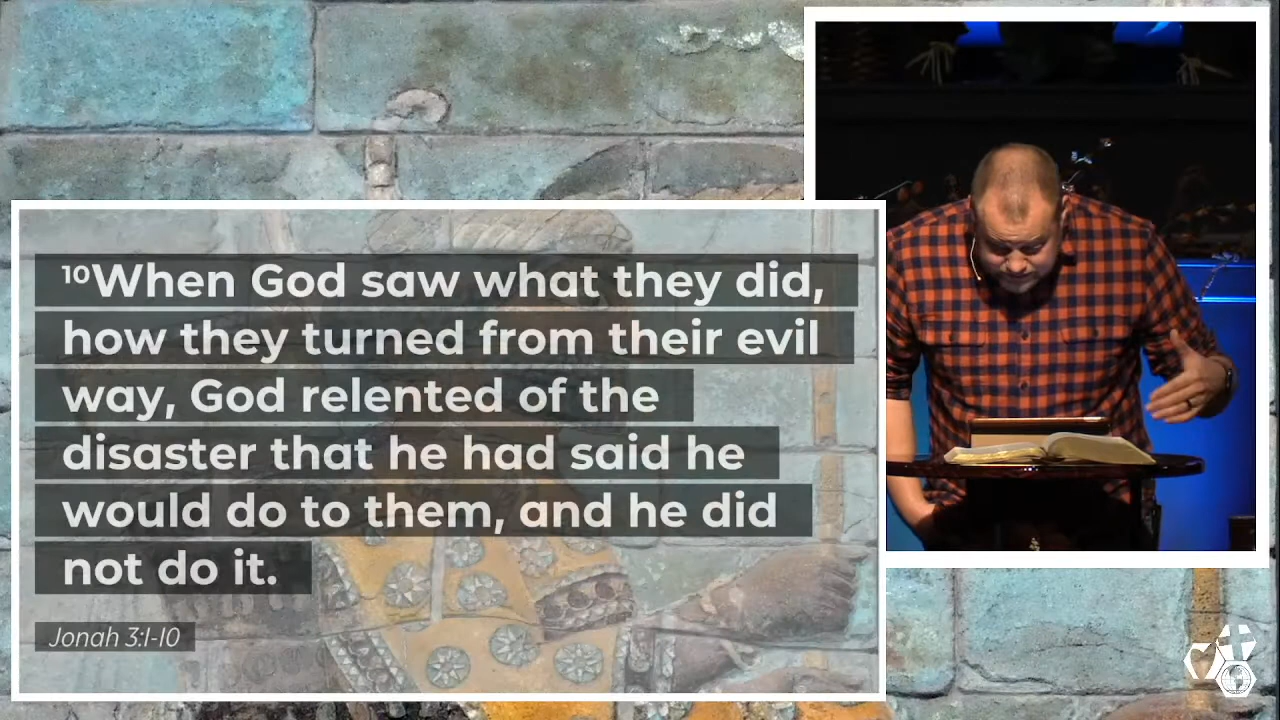 ¹⁰When God saw what they did,
how they turned from their evil
way, God relented of the
disaster that he had said he
would do to them, and he did
not do it.
Jonah 3:1-10